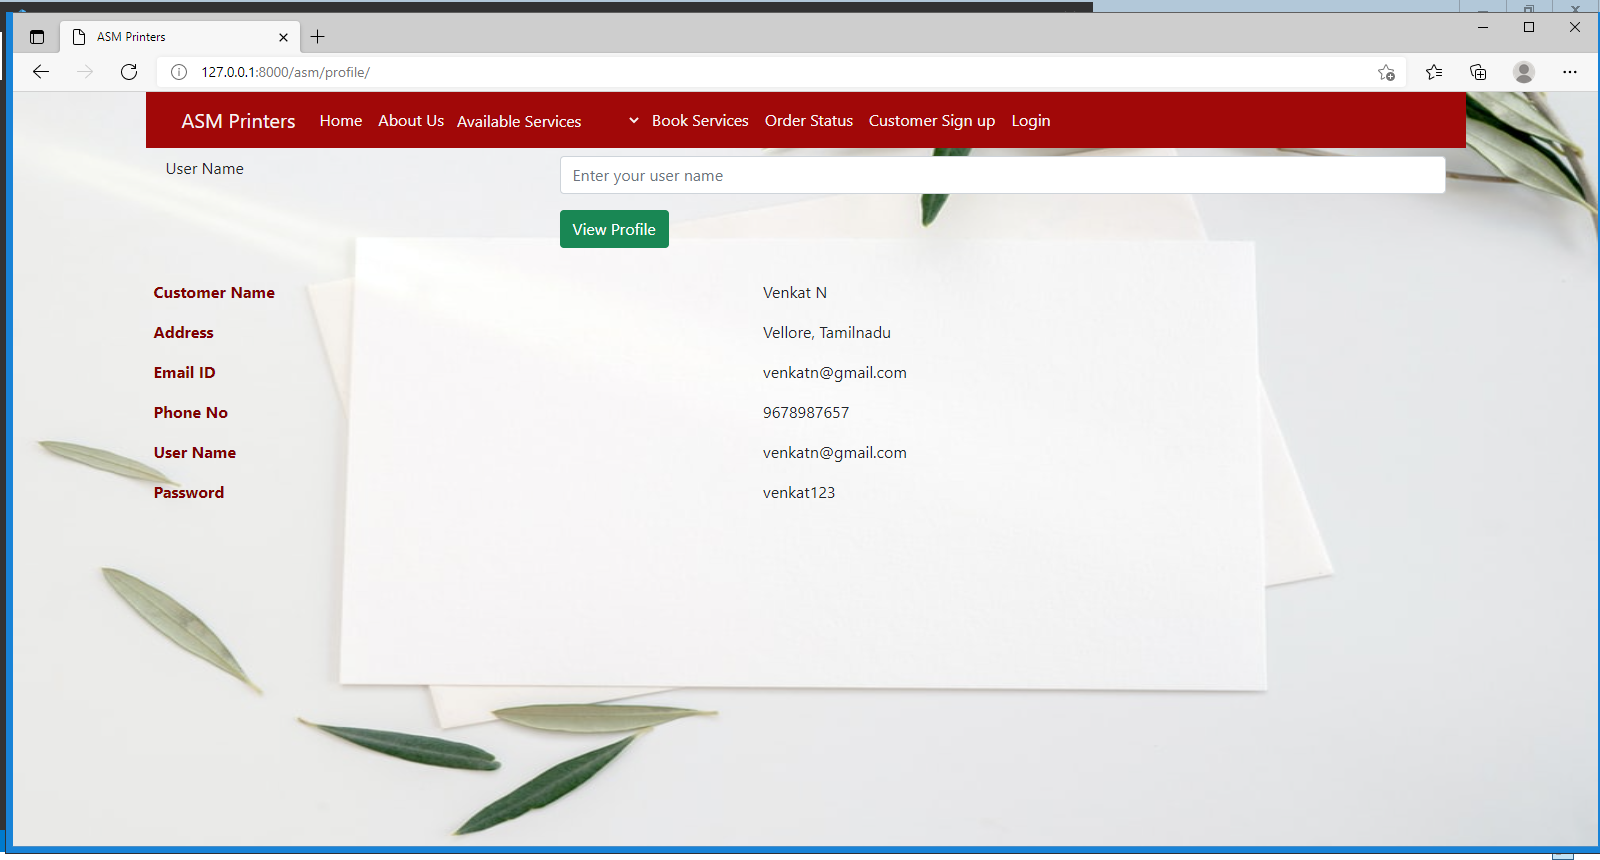 ASM Printers
127.0.0.1:8000/asm/profile/
ASM Printers Home About Us Available Services Book Services Order Status Customer Sign up Login
User Name Enter your user name
View Profile
Customer Name Venkat N
Address Vellore, Tamilnadu
Email ID venkatn@gmail.com
Phone No 9678987657
User Name venkatn@gmail.com
Password venkat123